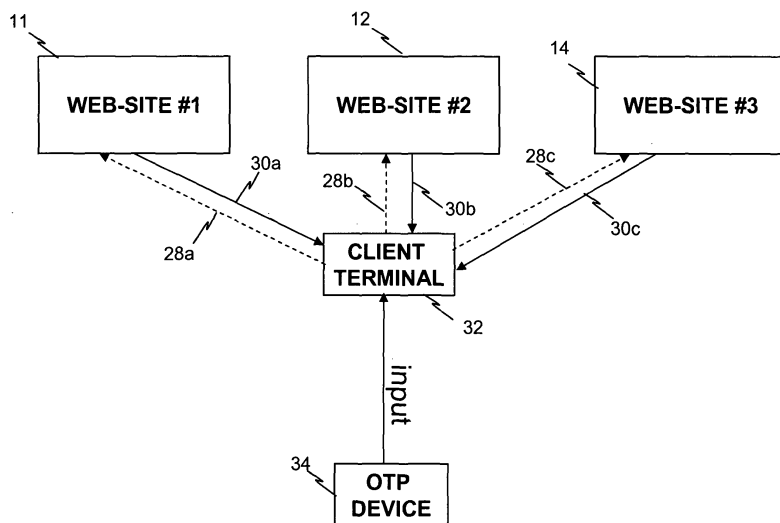 11
12
14
WEB-SITE #1
WEB-SITE #2
WEB-SITE #3
30a
28a
28b
30b
28c
30c
CLIENT
TERMINAL
32
input
34
OTP
DEVICE